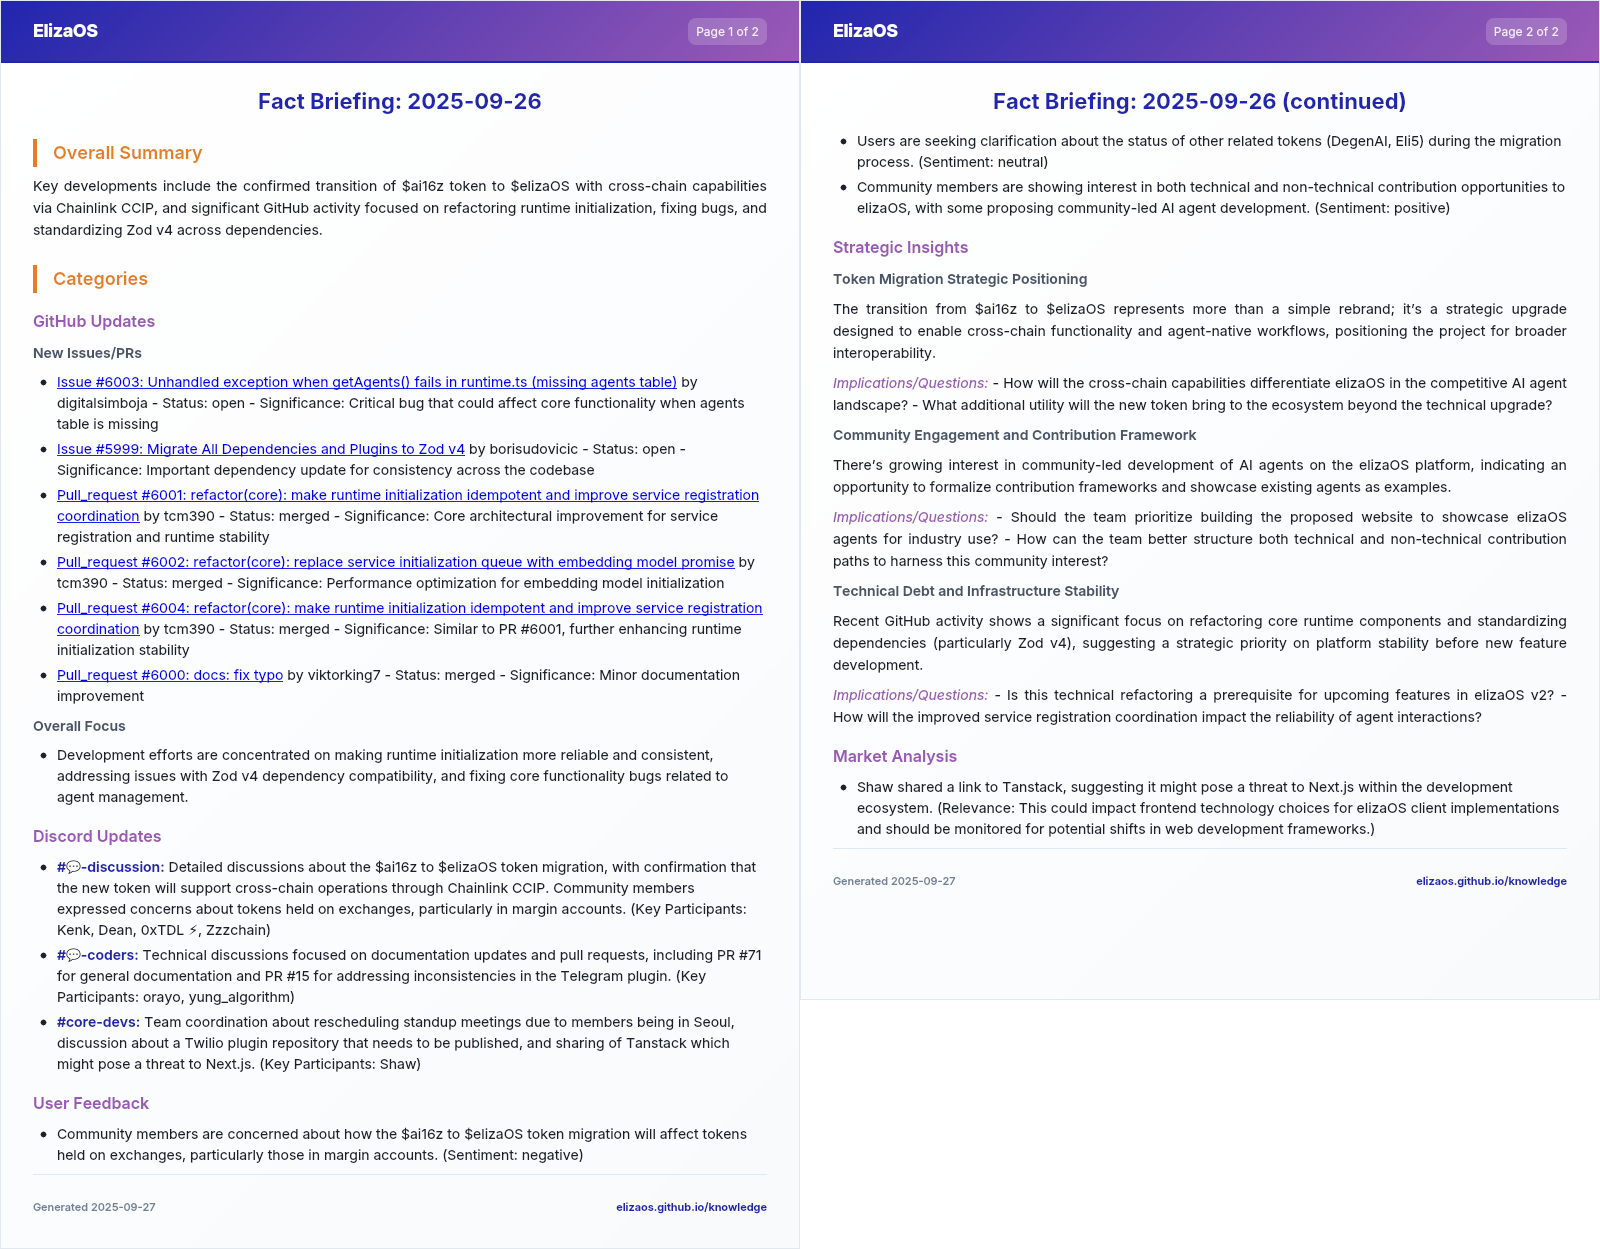 ElizaOS
Page 1 of 2
Fact Briefing: 2025-09-26
Overall Summary
Key developments include the confirmed transition of $ai16z token to $elizaOS with cross-chain capabilities
via Chainlink CCIP, and significant GitHub activity focused on refactoring runtime initialization, fixing bugs, and
standardizing Zod v4 across dependencies.
Categories
GitHub Updates
New Issues/PRs
• Issue #6003: Unhandled exception when getAgents() fails in runtime.ts (missing agents table) by
digitalsimboja - Status: open - Significance: Critical bug that could affect core functionality when agents
table is missing
• Issue #5999: Migrate All Dependencies and Plugins to Zod v4 by borisudovicic - Status: open -
Significance: Important dependency update for consistency across the codebase
• Pull_request #6001: refactor(core): make runtime initialization idempotent and improve service registration
coordination by tcm390 - Status: merged - Significance: Core architectural improvement for service
registration and runtime stability
• Pull_request #6002: refactor(core): replace service initialization queue with embedding model promise by
tcm390 - Status: merged - Significance: Performance optimization for embedding model initialization
• Pull_request #6004: refactor(core): make runtime initialization idempotent and improve service registration
coordination by tcm390 - Status: merged - Significance: Similar to PR #6001, further enhancing runtime
initialization stability
• Pull_request #6000: docs: fix typo by viktorking7 - Status: merged - Significance: Minor documentation
improvement
Overall Focus
• Development efforts are concentrated on making runtime initialization more reliable and consistent,
addressing issues with Zod v4 dependency compatibility, and fixing core functionality bugs related to
agent management.
Discord Updates
• #💬-discussion: Detailed discussions about the $ai16z to $elizaOS token migration, with confirmation that
the new token will support cross-chain operations through Chainlink CCIP. Community members
expressed concerns about tokens held on exchanges, particularly in margin accounts. (Key Participants:
Kenk, Dean, 0xTDL ⚡, Zzzchain)
• #💬-coders: Technical discussions focused on documentation updates and pull requests, including PR #71
for general documentation and PR #15 for addressing inconsistencies in the Telegram plugin. (Key
Participants: orayo, yung_algorithm)
• #core-devs: Team coordination about rescheduling standup meetings due to members being in Seoul,
discussion about a Twilio plugin repository that needs to be published, and sharing of Tanstack which
might pose a threat to Next.js. (Key Participants: Shaw)
User Feedback
• Community members are concerned about how the $ai16z to $elizaOS token migration will affect tokens
held on exchanges, particularly those in margin accounts. (Sentiment: negative)
Generated 2025-09-27
elizaos.github.io/knowledge
ElizaOS
Page 2 of 2
Fact Briefing: 2025-09-26 (continued)
• Users are seeking clarification about the status of other related tokens (DegenAI, Eli5) during the migration
process. (Sentiment: neutral)
• Community members are showing interest in both technical and non-technical contribution opportunities to
elizaOS, with some proposing community-led AI agent development. (Sentiment: positive)
Strategic Insights
Token Migration Strategic Positioning
The transition from $ai16z to $elizaOS represents more than a simple rebrand; it's a strategic upgrade
designed to enable cross-chain functionality and agent-native workflows, positioning the project for broader
interoperability.
Implications/Questions: - How will the cross-chain capabilities differentiate elizaOS in the competitive AI agent
landscape? - What additional utility will the new token bring to the ecosystem beyond the technical upgrade?
Community Engagement and Contribution Framework
There's growing interest in community-led development of AI agents on the elizaOS platform, indicating an
opportunity to formalize contribution frameworks and showcase existing agents as examples.
Implications/Questions: - Should the team prioritize building the proposed website to showcase elizaOS
agents for industry use? - How can the team better structure both technical and non-technical contribution
paths to harness this community interest?
Technical Debt and Infrastructure Stability
Recent GitHub activity shows a significant focus on refactoring core runtime components and standardizing
dependencies (particularly Zod v4), suggesting a strategic priority on platform stability before new feature
development.
Implications/Questions: - Is this technical refactoring a prerequisite for upcoming features in elizaOS v2? -
How will the improved service registration coordination impact the reliability of agent interactions?
Market Analysis
• Shaw shared a link to Tanstack, suggesting it might pose a threat to Next.js within the development
ecosystem. (Relevance: This could impact frontend technology choices for elizaOS client implementations
and should be monitored for potential shifts in web development frameworks.)
Generated 2025-09-27
elizaos.github.io/knowledge